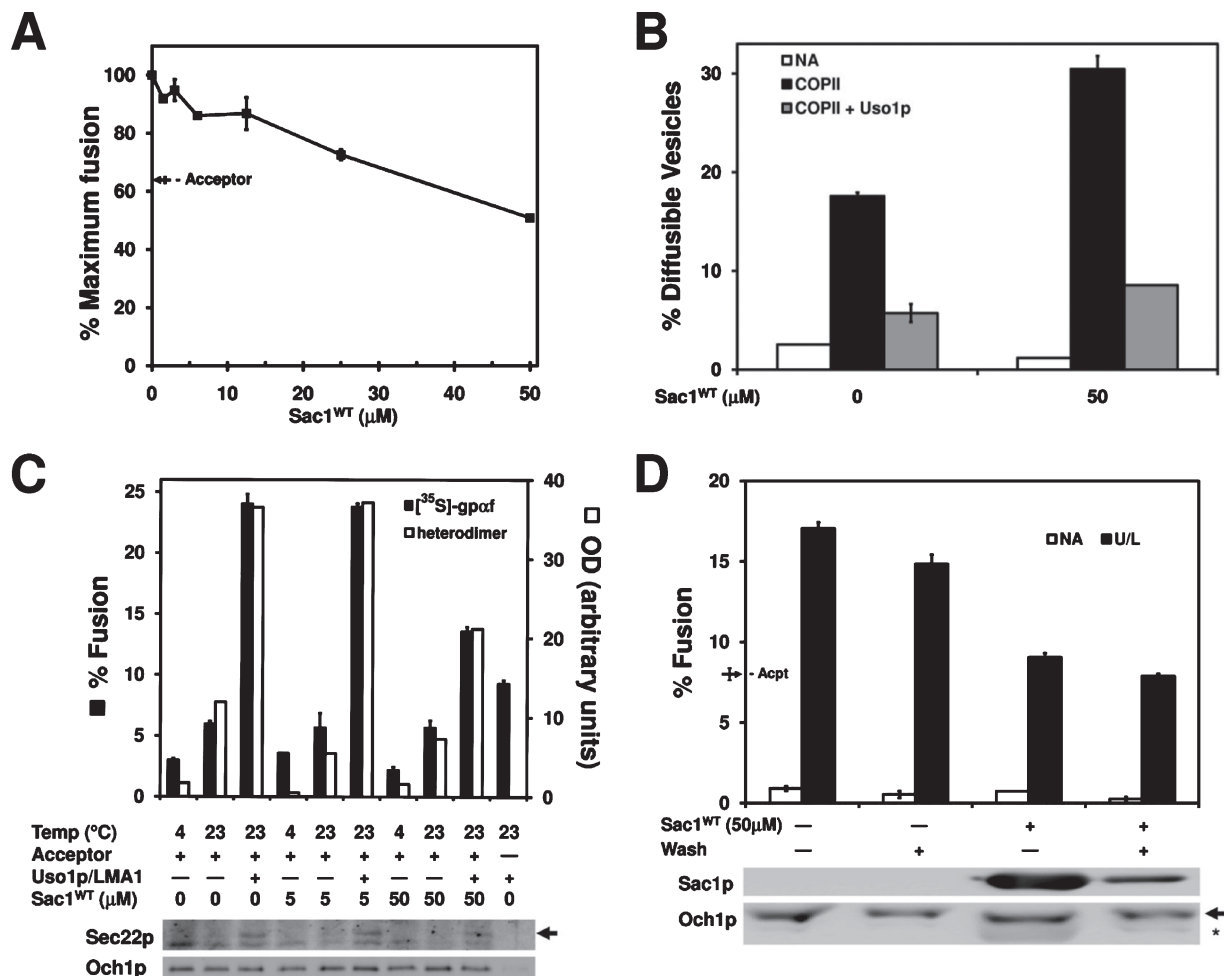 A
% Maximum fusion
100
80
60
40
20
0
- Acceptor
0 10 20 30 40 50
Sac1WT (µM)
B
% Diffusible Vesicles
30
20
10
0
NA
COPII
COPII + Uso1p
Sac1WT (µM) 0 50
C
% Fusion
25
20
15
10
5
0
[35S]-gpαf
heterodimer
40
30
20
10
0
OD (arbitrary units)
Temp (ºC) 4 23 23 4 23 23 4 23 23 23
Acceptor + + + + + + + + + —
Uso1p/LMA1 — — + — — + — — + +
Sac1WT (µM) 0 0 0 5 5 5 50 50 50 0
Sec22p
Och1p
D
% Fusion
20
15
10
5
0
- Acpt
NA U/L
Sac1WT (50µM) — — + +
Wash — + — +
Sac1p
Och1p
*